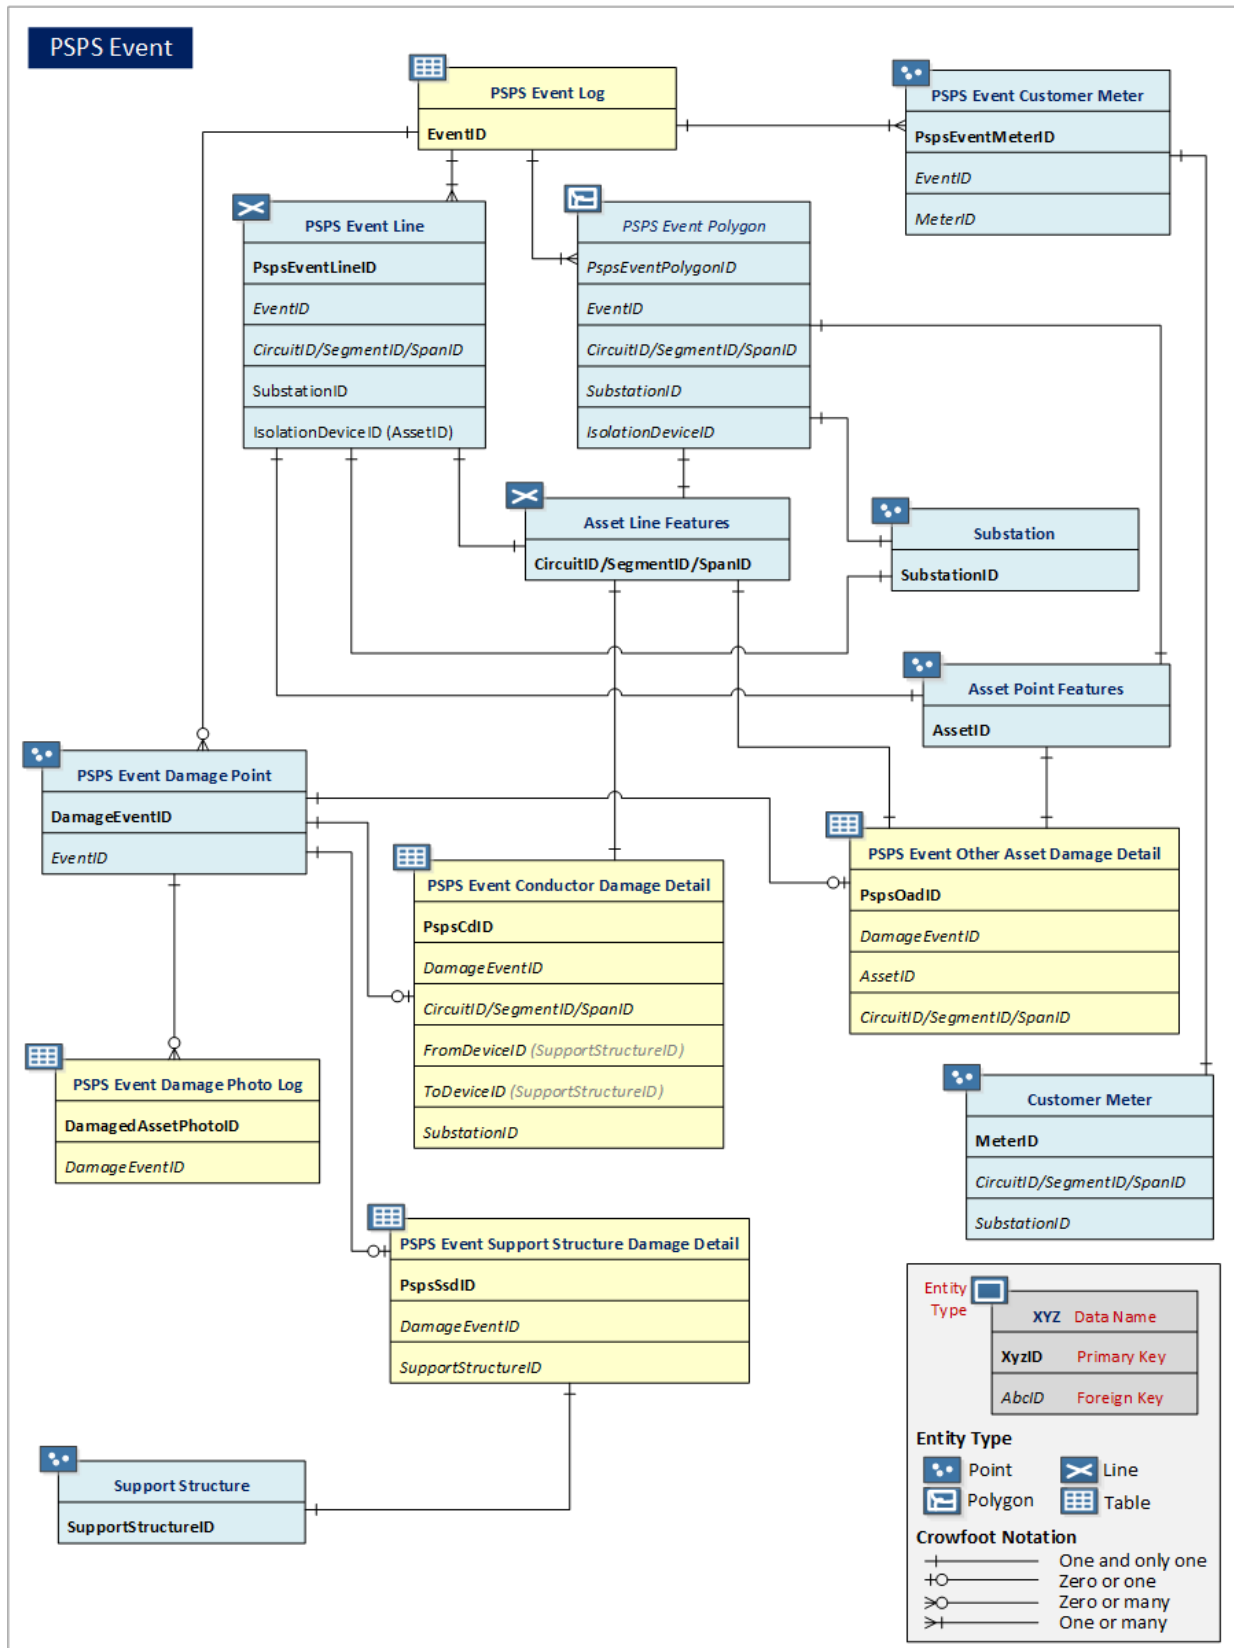 PSPS Event
PSPS Event Log
EventID
PSPS Event Customer Meter
PspsEventMeterID
EventID
MeterID
PSPS Event Line
PspsEventLineID
EventID
CircuitID/SegmentID/SpanID
SubstationID
IsolationDeviceID (AssetID)
PSPS Event Polygon
PspsEventPolygonID
EventID
CircuitID/SegmentID/SpanID
SubstationID
IsolationDeviceID
Asset Line Features
CircuitID/SegmentID/SpanID
Substation
SubstationID
Asset Point Features
AssetID
PSPS Event Damage Point
DamageEventID
EventID
PSPS Event Conductor Damage Detail
PspsCdID
DamageEventID
CircuitID/SegmentID/SpanID
FromDeviceID (SupportStructureID)
ToDeviceID (SupportStructureID)
SubstationID
PSPS Event Other Asset Damage Detail
PspsOadID
DamageEventID
AssetID
CircuitID/SegmentID/SpanID
PSPS Event Damage Photo Log
DamagedAssetPhotoID
DamageEventID
Customer Meter
MeterID
CircuitID/SegmentID/SpanID
SubstationID
PSPS Event Support Structure Damage Detail
PspsSsdID
DamageEventID
SupportStructureID
Support Structure
SupportStructureID
Entity
Type
XYZ Data Name
XyzID Primary Key
AbcID Foreign Key
Entity Type
Point
Line
Polygon
Table
Crowfoot Notation
One and only one
Zero or one
Zero or many
One or many